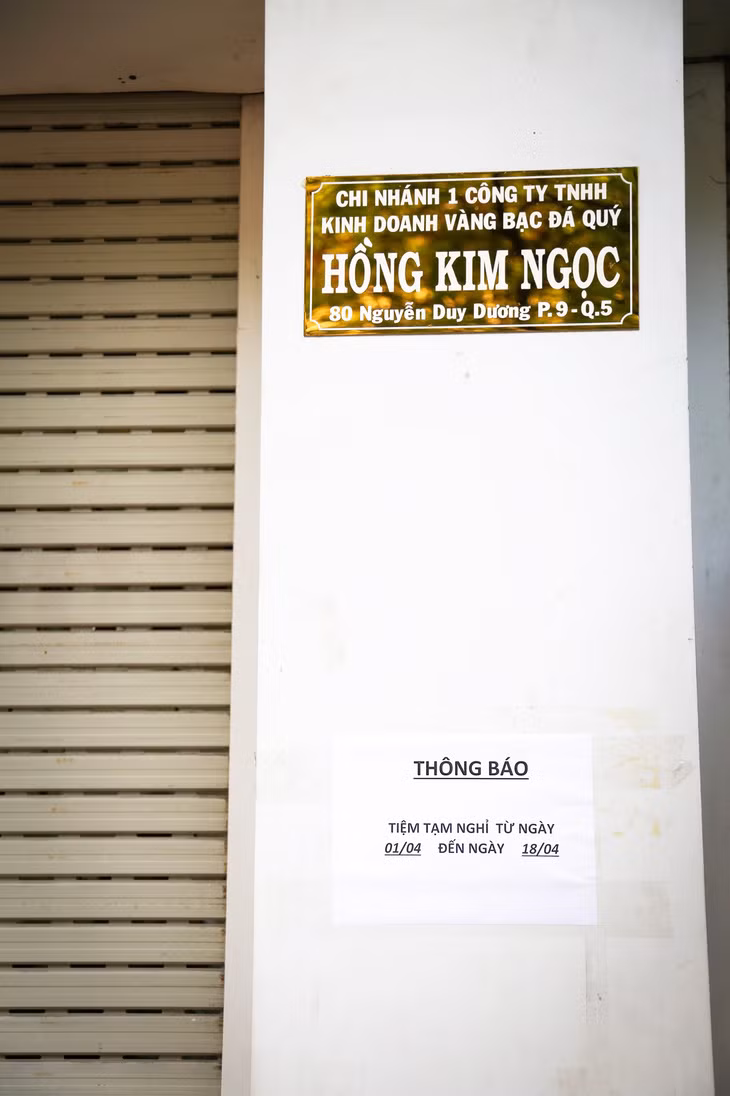 CHI NHÁNH 1 CÔNG TY TNHH
KINH DOANH VÀNG BẠC ĐÁ QUÝ
HỒNG KIM NGỌC
80 Nguyễn Duy Dương P.9-Q.5
THÔNG BÁO
TIỆM TẠM NGHỈ TỪ NGÀY
01/04 ĐẾN NGÀY 18/04